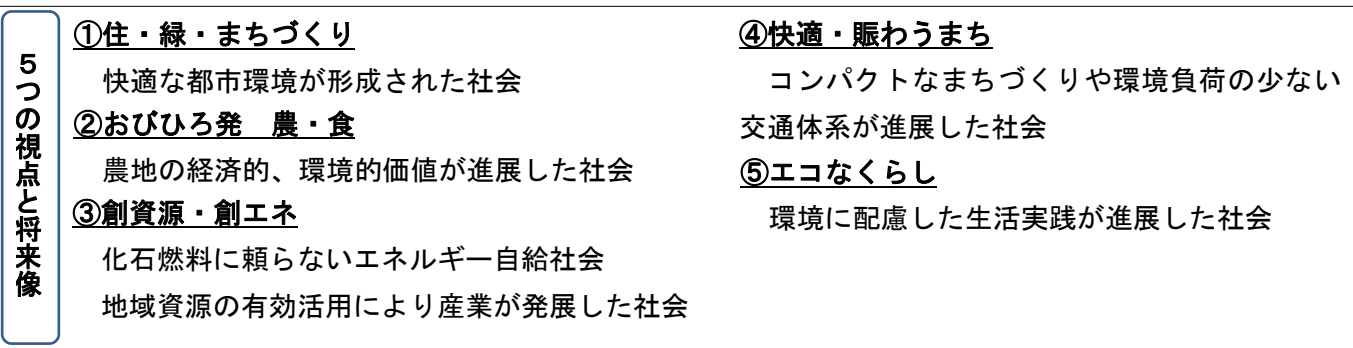 5つの視点と将来像
①住・緑・まちづくり
快適な都市環境が形成された社会
②おびひろ発　農・食
農地の経済的、環境的価値が進展した社会
③創資源・創エネ
化石燃料に頼らないエネルギー自給社会
地域資源の有効活用により産業が発展した社会
④快適・賑わうまち
コンパクトなまちづくりや環境負荷の少ない
交通体系が進展した社会
⑤エコなくらし
環境に配慮した生活実践が進展した社会